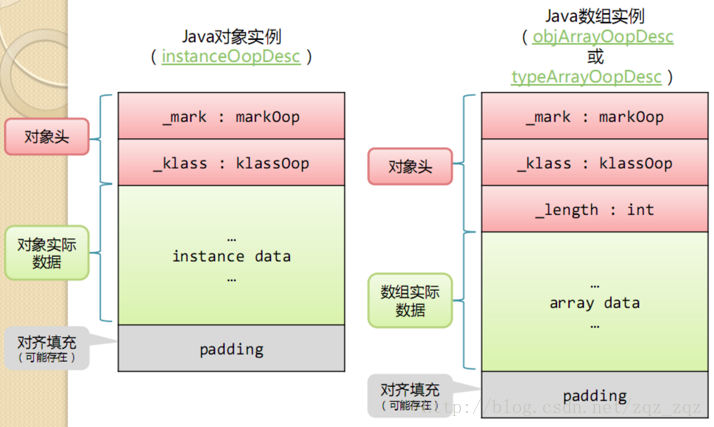 Java对象实例
（instanceOopDesc）
对象头
_mark : markOop
_klass : klassOop
对象实际
数据
…
instance data
…
对齐填充
（可能存在）
padding
Java数组实例
（objArrayOopDesc
或
typeArrayOopDesc）
对象头
_mark : markOop
_klass : klassOop
_length : int
数组实际
数据
…
array data
…
对齐填充
（可能存在）
padding
http://blog.csdn.net/zqz_zqz